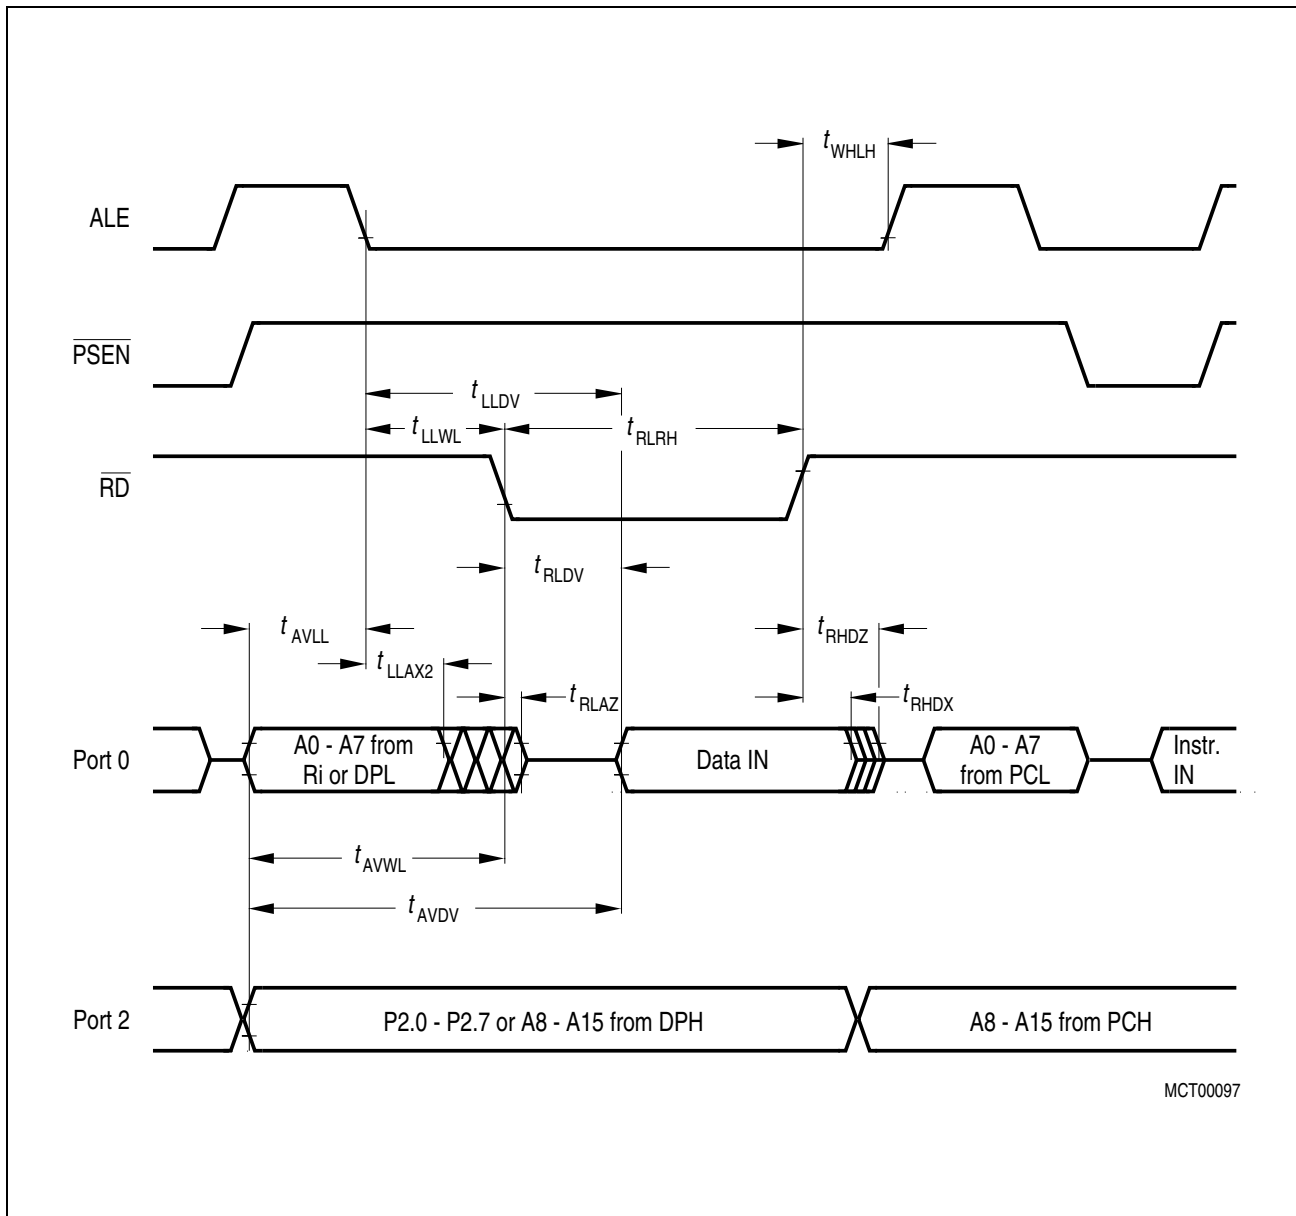 t WHLH
ALE
PSEN
t LLDV
t LLWL
t RLRH
RD
t RLDV
t AVLL
t RHDZ
t LLAX2
t RLAZ
t RHDX
Port 0
A0 - A7 from
Ri or DPL
Data IN
A0 - A7
from PCL
Instr.
IN
t AVWL
t AVDV
Port 2
P2.0 - P2.7 or A8 - A15 from DPH
A8 - A15 from PCH
MCT00097